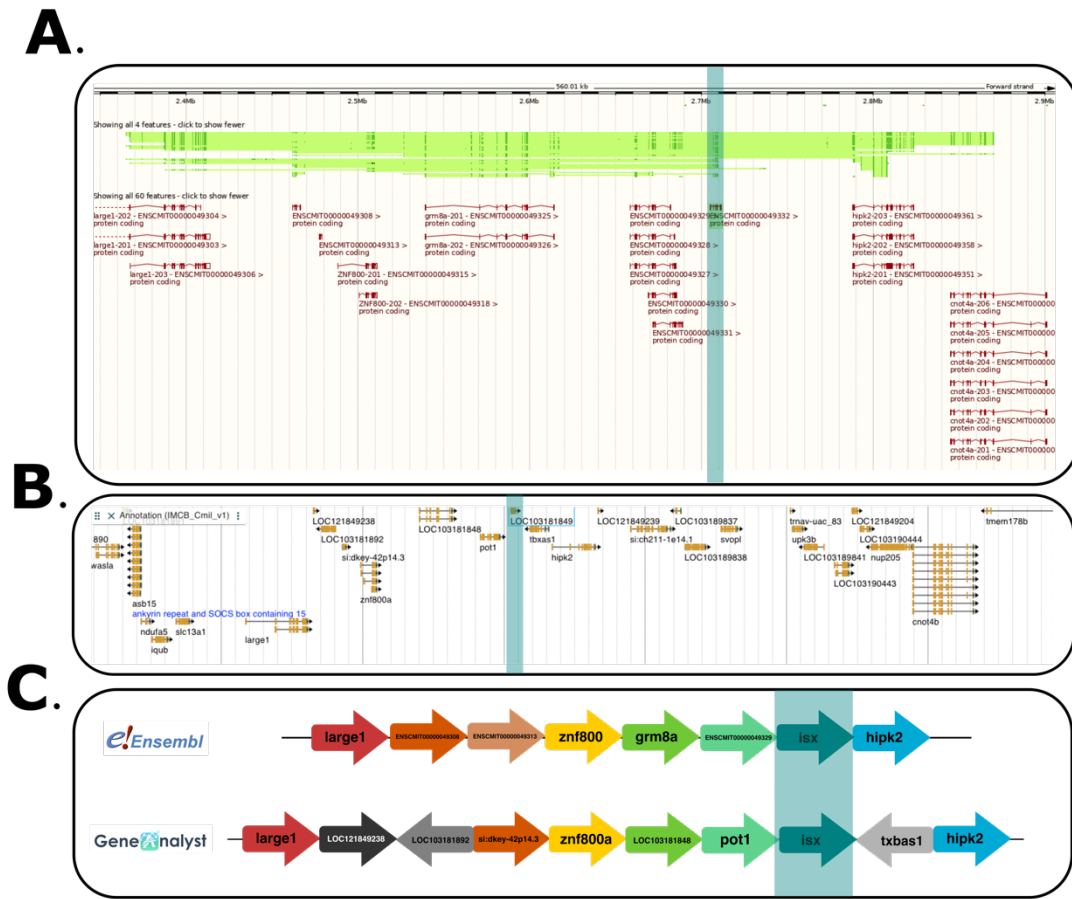 A.
560.01 kb
Forward strand
2.4Mb 2.5Mb 2.6Mb 2.7Mb 2.8Mb 2.9Mb
Showing all 4 features - click to show fewer
Showing all 60 features - click to show fewer
large1-202 - ENSCMIT00000049304 >
protein coding
ENSCMIT00000049308 >
protein coding
grm8a-201 - ENSCMIT00000049325 >
protein coding
ENSCMIT00000049329
protein coding
ENSCMIT00000049332 >
protein coding
hipk2-203 - ENSCMIT00000049361 >
protein coding
large1-201 - ENSCMIT00000049303 >
protein coding
ENSCMIT00000049313 >
protein coding
grm8a-202 - ENSCMIT00000049326 >
protein coding
ENSCMIT00000049328 >
protein coding
hipk2-202 - ENSCMIT00000049358 >
protein coding
large1-203 - ENSCMIT00000049306 >
protein coding
ZNF800-201 - ENSCMIT00000049315 >
protein coding
ENSCMIT00000049327 >
protein coding
hipk2-201 - ENSCMIT00000049351 >
protein coding
ZNF800-202 - ENSCMIT00000049318 >
protein coding
ENSCMIT00000049330 >
protein coding
cnot4a-206 - ENSCMIT000000
protein coding
ENSCMIT00000049331 >
protein coding
cnot4a-205 - ENSCMIT000000
protein coding
cnot4a-204 - ENSCMIT000000
protein coding
cnot4a-203 - ENSCMIT000000
protein coding
cnot4a-202 - ENSCMIT000000
protein coding
cnot4a-201 - ENSCMIT000000
protein coding
B.
Annotation (IMCB_Cmil_v1)
890
wasla
asb15
ankyrin repeat and SOCS box containing 15
ndufa5
slc13a1
iqub
large1
LOC121849238
LOC103181892
si:dkey-42p14.3
znf800a
LOC103181848
pot1
LOC103181849
tbxas1
hipk2
LOC121849239
si:ch211-1e14.1
LOC103189837
svopl
LOC103189838
trnav-uac_83
upk3b
LOC103189841
LOC103190443
LOC121849204
LOC103190444
nup205
cnot4b
tmem178b
C.
e!Ensembl
large1 ENSCMIT00000049308 ENSCMIT00000049313 znf800 grm8a ENSCMIT00000049329 isx hipk2
GeneAnalyst
large1 LOC121849238 LOC103181892 si:dkey-42p14.3 znf800a LOC103181848 pot1 isx txbas1 hipk2